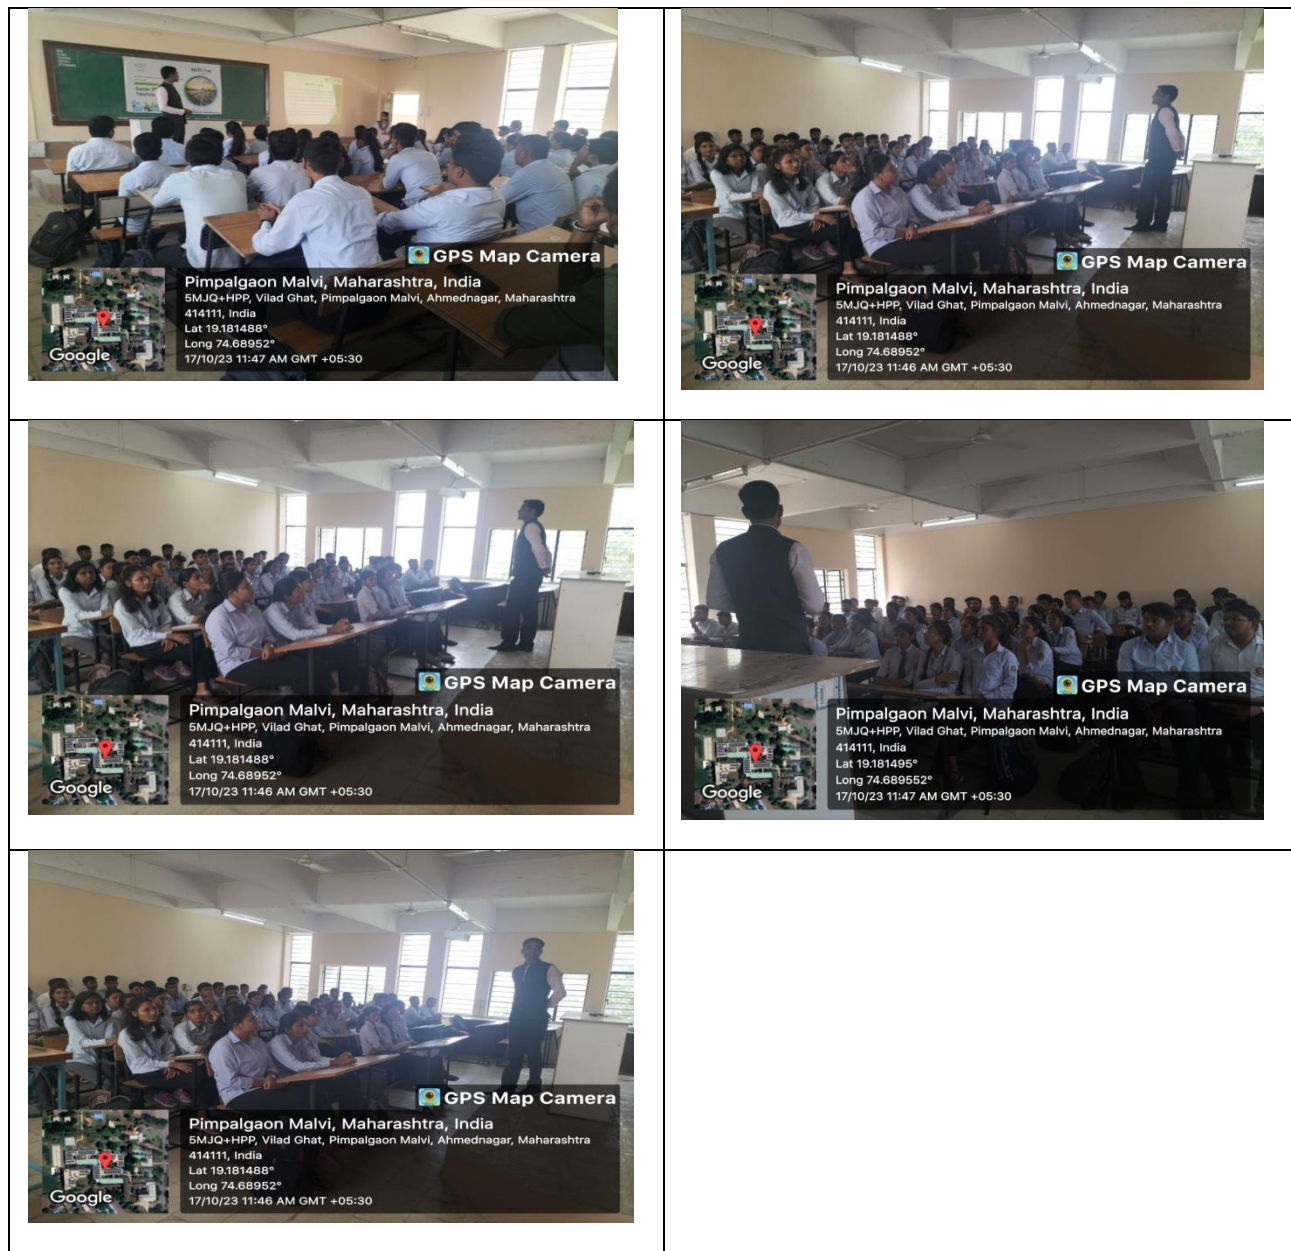 GPS Map Camera
Pimpalgaon Malvi, Maharashtra, India
5MJQ+HPP, Vilad Ghat, Pimpalgaon Malvi, Ahmednagar, Maharashtra
414111, India
Lat 19.181488°
Long 74.68952°
17/10/23 11:47 AM GMT +05:30
Google
GPS Map Camera
Pimpalgaon Malvi, Maharashtra, India
5MJQ+HPP, Vilad Ghat, Pimpalgaon Malvi, Ahmednagar, Maharashtra
414111, India
Lat 19.181488°
Long 74.68952°
17/10/23 11:46 AM GMT +05:30
Google
GPS Map Camera
Pimpalgaon Malvi, Maharashtra, India
5MJQ+HPP, Vilad Ghat, Pimpalgaon Malvi, Ahmednagar, Maharashtra
414111, India
Lat 19.181488°
Long 74.68952°
17/10/23 11:46 AM GMT +05:30
Google
GPS Map Camera
Pimpalgaon Malvi, Maharashtra, India
5MJQ+HPP, Vilad Ghat, Pimpalgaon Malvi, Ahmednagar, Maharashtra
414111, India
Lat 19.181495°
Long 74.689552°
17/10/23 11:47 AM GMT +05:30
Google
GPS Map Camera
Pimpalgaon Malvi, Maharashtra, India
5MJQ+HPP, Vilad Ghat, Pimpalgaon Malvi, Ahmednagar, Maharashtra
414111, India
Lat 19.181488°
Long 74.68952°
17/10/23 11:46 AM GMT +05:30
Google